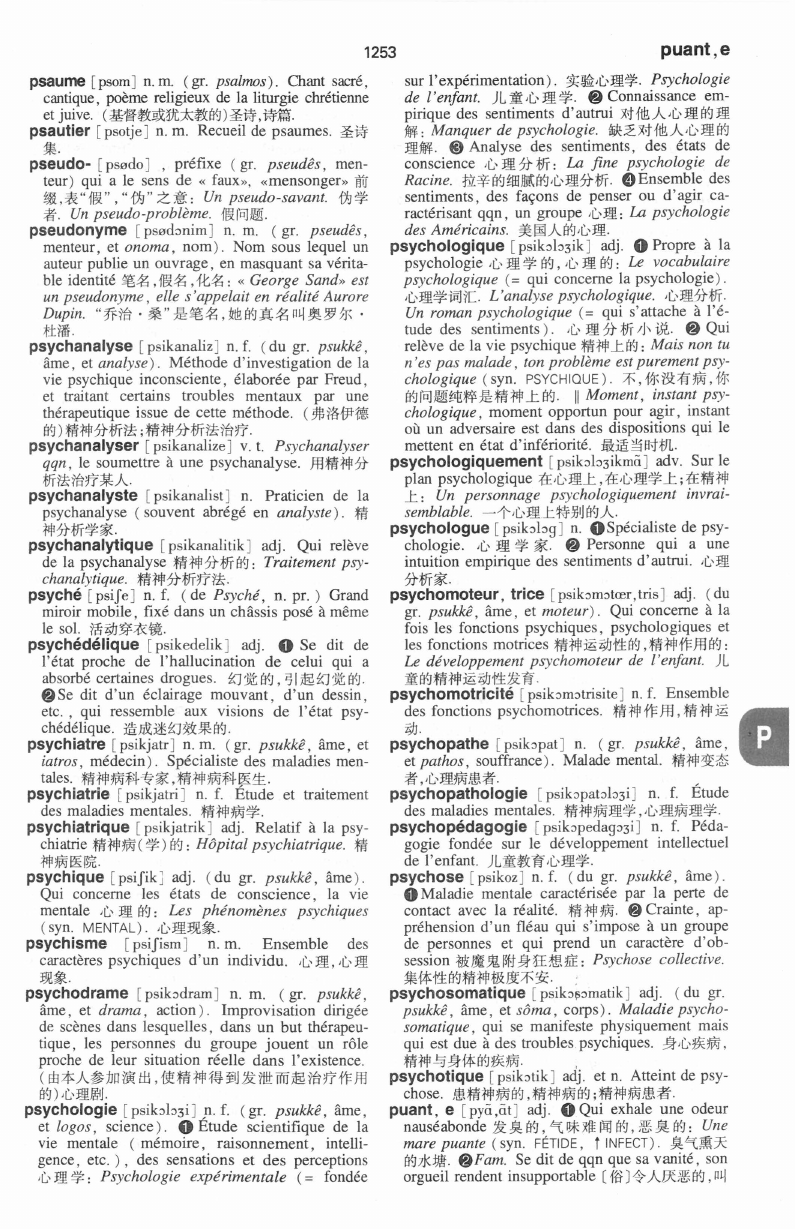 1253
puant,e
psaume [psom] n. m. (gr. psalmos). Chant sacré,
cantique, poème religieux de la liturgie chrétienne
et juive. (基督教或犹太教的)圣诗,诗篇.
psautier [psotje] n. m. Recueil de psaumes. 圣诗
集.
pseudo- [psødo] , préfixe (gr. pseudês, men-
teur) qui a le sens de « faux», «mensonger» 前
缀,表“假”,“伪”之意: Un pseudo-savant. 伪学
者. Un pseudo-problème. 假问题.
pseudonyme [psødɔnim] n. m. (gr. pseudês,
menteur, et onoma, nom). Nom sous lequel un
auteur publie un ouvrage, en masquant sa vérita-
ble identité 笔名,假名,化名: « George Sand» est
un pseudonyme, elle s'appelait en réalité Aurore
Dupin. “乔治·桑”是笔名,她的真名叫奥罗尔·
杜潘.
psychanalyse [psikanaliz] n. f. (du gr. psukkê,
âme, et analyse). Méthode d'investigation de la
vie psychique inconsciente, élaborée par Freud,
et traitant certains troubles mentaux par une
thérapeutique issue de cette méthode. (弗洛伊德
的)精神分析法;精神分析法治疗.
psychanalyser [psikanalize] v. t. Psychanalyser
qqn, le soumettre à une psychanalyse. 用精神分
析法治疗某人.
psychanalyste [psikanalist] n. Praticien de la
psychanalyse (souvent abrégé en analyste). 精
神分析学家.
psychanalytique [psikanalitik] adj. Qui relève
de la psychanalyse 精神分析的: Traitement psy-
chanalytique. 精神分析疗法.
psyché [psiʃe] n. f. (de Psyché, n. pr.) Grand
miroir mobile, fixé dans un châssis posé à même
le sol. 活动穿衣镜.
psychédélique [psikedelik] adj. ❶ Se dit de
l'état proche de l'hallucination de celui qui a
absorbé certaines drogues. 幻觉的,引起幻觉的.
❷Se dit d'un éclairage mouvant, d'un dessin,
etc., qui ressemble aux visions de l'état psy-
chédélique. 造成迷幻效果的.
psychiatre [psikjatr] n. m. (gr. psukkê, âme, et
iatros, médecin). Spécialiste des maladies men-
tales. 精神病科专家,精神病科医生.
psychiatrie [psikjatri] n. f. Étude et traitement
des maladies mentales. 精神病学.
psychiatrique [psikjatrik] adj. Relatif à la psy-
chiatrie 精神病(学)的: Hôpital psychiatrique. 精
神病医院.
psychique [psiʃik] adj. (du gr. psukkê, âme).
Qui concerne les états de conscience, la vie
mentale 心理的: Les phénomènes psychiques
(syn. MENTAL). 心理现象.
psychisme [psiʃism] n. m. Ensemble des
caractères psychiques d'un individu. 心理,心理
现象.
psychodrame [psikɔdram] n. m. (gr. psukkê,
âme, et drama, action). Improvisation dirigée
de scènes dans lesquelles, dans un but thérapeu-
tique, les personnes du groupe jouent un rôle
proche de leur situation réelle dans l'existence.
(由本人参加演出,使精神得到发泄而起治疗作用
的)心理剧.
psychologie [psikɔlɔʒi] n. f. (gr. psukkê, âme,
et logos, science). ❶ Étude scientifique de la
vie mentale (mémoire, raisonnement, intelli-
gence, etc.), des sensations et des perceptions
心理学: Psychologie expérimentale (= fondée
sur l'expérimentation). 实验心理学. Psychologie
de l'enfant. 儿童心理学. ❷ Connaissance em-
pirique des sentiments d'autrui 对他人心理的理
解: Manquer de psychologie. 缺乏对他人心理的
理解. ❸ Analyse des sentiments, des états de
conscience 心理分析: La fine psychologie de
Racine. 拉辛的细腻的心理分析. ❹Ensemble des
sentiments, des façons de penser ou d'agir ca-
ractérisant qqn, un groupe 心理: La psychologie
des Américains. 美国人的心理.
psychologique [psikɔlɔʒik] adj. ❶ Propre à la
psychologie 心理学的,心理的: Le vocabulaire
psychologique (= qui concerne la psychologie).
心理学词汇. L'analyse psychologique. 心理分析.
Un roman psychologique (= qui s'attache à l'é-
tude des sentiments). 心理分析小说. ❷ Qui
relève de la vie psychique 精神上的: Mais non tu
n'es pas malade, ton problème est purement psy-
chologique (syn. PSYCHIQUE). 不,你没有病,你
的问题纯粹是精神上的. ‖ Moment, instant psy-
chologique, moment opportun pour agir, instant
où un adversaire est dans des dispositions qui le
mettent en état d'infériorité. 最适当时机.
psychologiquement [psikɔlɔʒikmɑ̃] adv. Sur le
plan psychologique 在心理上,在心理学上;在精神
上: Un personnage psychologiquement invrai-
semblable. 一个心理上特别的人.
psychologue [psikɔlɔg] n. ❶Spécialiste de psy-
chologie. 心理学家. ❷ Personne qui a une
intuition empirique des sentiments d'autrui. 心理
分析家.
psychomoteur, trice [psikɔmɔtœr,tris] adj. (du
gr. psukkê, âme, et moteur). Qui concerne à la
fois les fonctions psychiques, psychologiques et
les fonctions motrices 精神运动性的,精神作用的:
Le développement psychomoteur de l'enfant. 儿
童的精神运动性发育.
psychomotricité [psikɔmɔtrisite] n. f. Ensemble
des fonctions psychomotrices. 精神作用,精神运
动.
psychopathe [psikɔpat] n. (gr. psukkê, âme,
et pathos, souffrance). Malade mental. 精神变态
者,心理病患者.
psychopathologie [psikɔpatɔlɔʒi] n. f. Étude
des maladies mentales. 精神病理学,心理病理学.
psychopédagogie [psikɔpedagɔʒi] n. f. Péda-
gogie fondée sur le développement intellectuel
de l'enfant. 儿童教育心理学.
psychose [psikoz] n. f. (du gr. psukkê, âme).
❶Maladie mentale caractérisée par la perte de
contact avec la réalité. 精神病. ❷ Crainte, ap-
préhension d'un fléau qui s'impose à un groupe
de personnes et qui prend un caractère d'ob-
session 被魔鬼附身狂想症: Psychose collective.
集体性的精神极度不安.
psychosomatique [psikɔsɔmatik] adj. (du gr.
psukkê, âme, et sôma, corps). Maladie psycho-
somatique, qui se manifeste physiquement mais
qui est due à des troubles psychiques. 身心疾病,
精神与身体的疾病.
psychotique [psikɔtik] adj. et n. Atteint de psy-
chose. 患精神病的,精神病的;精神病患者.
puant, e [pyɑ̃,ɑ̃t] adj. ❶ Qui exhale une odeur
nauséabonde 发臭的,气味难闻的,恶臭的: Une
mare puante (syn. FÉTIDE, ↑ INFECT). 臭气熏天
的水塘. ❷Fam. Se dit de qqn que sa vanité, son
orgueil rendent insupportable [俗]令人厌恶的,叫
P